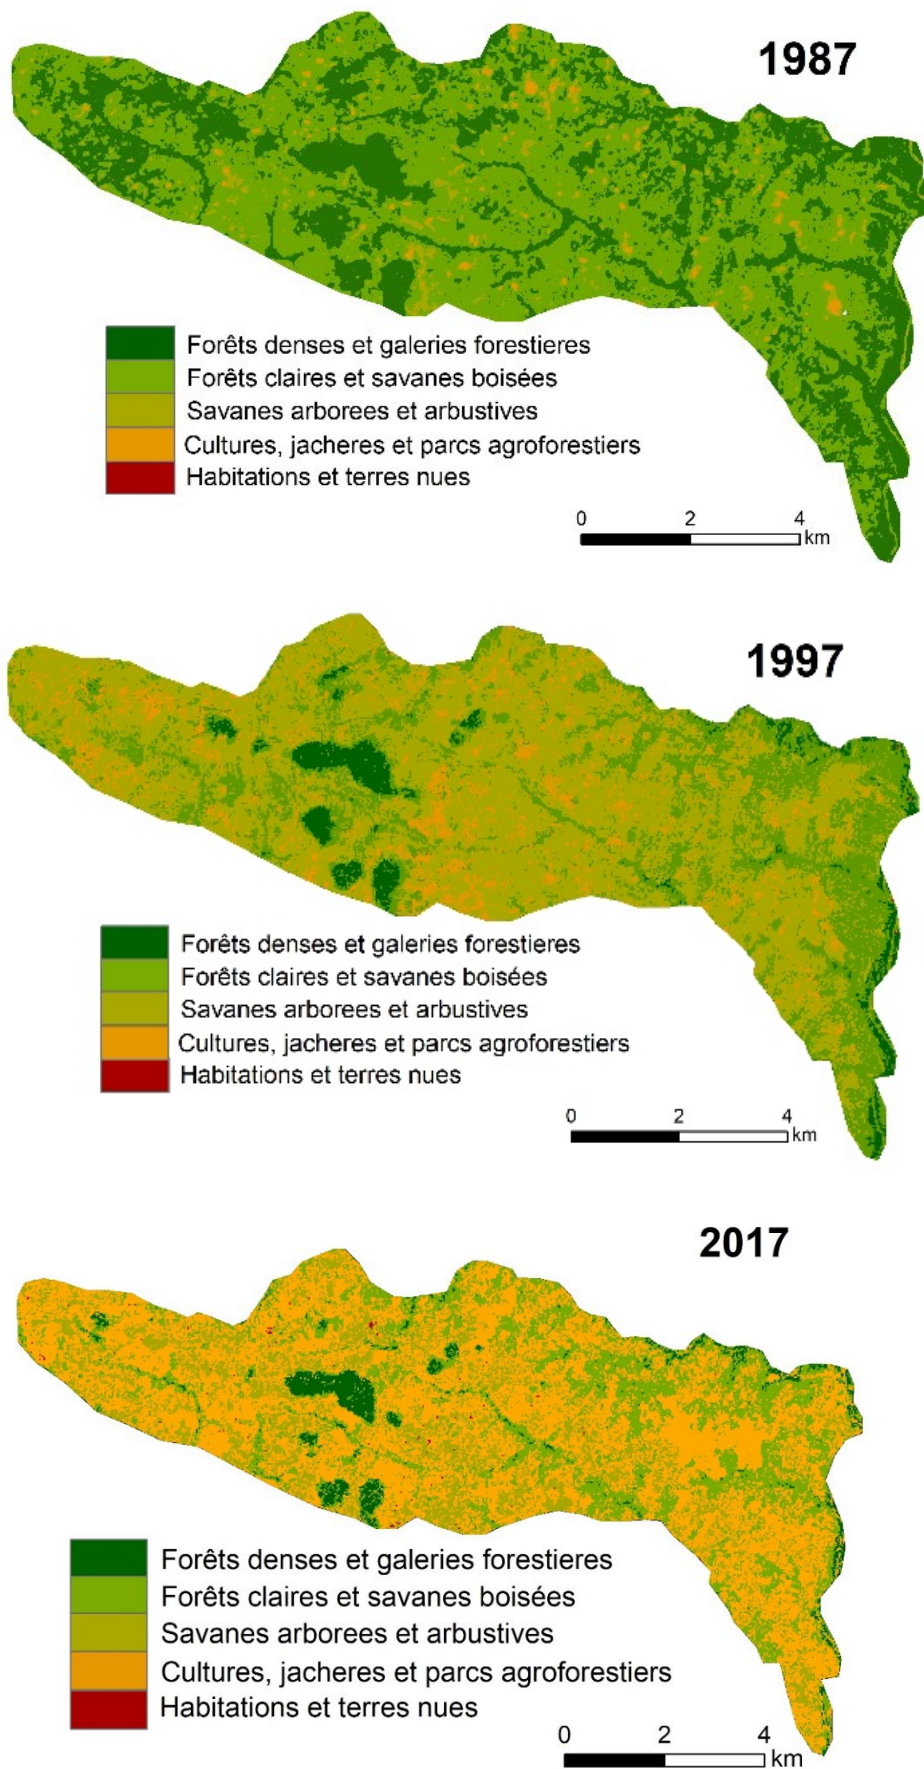 1987
Forêts denses et galeries forestieres
Forêts claires et savanes boisées
Savanes arborees et arbustives
Cultures, jacheres et parcs agroforestiers
Habitations et terres nues
0 2 4
km
1997
Forêts denses et galeries forestieres
Forêts claires et savanes boisées
Savanes arborees et arbustives
Cultures, jacheres et parcs agroforestiers
Habitations et terres nues
0 2 4
km
2017
Forêts denses et galeries forestieres
Forêts claires et savanes boisées
Savanes arborees et arbustives
Cultures, jacheres et parcs agroforestiers
Habitations et terres nues
0 2 4
km